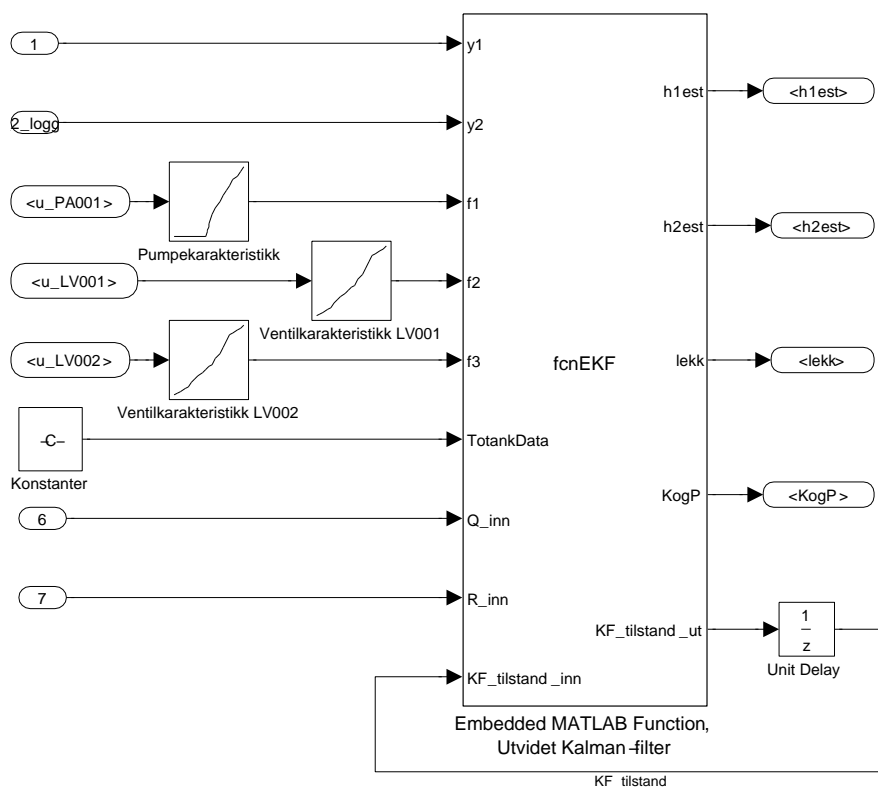 1
y1
h1est
<h1est>
2_logg
y2
<u_PA001>
f1
Pumpekarakteristikk
h2est
<h2est>
<u_LV001>
f2
Ventilkarakteristikk LV001
<u_LV002>
f3
Ventilkarakteristikk LV002
fcnEKF
lekk
<lekk>
-C-
Konstanter
TotankData
KogP
<KogP>
6
Q_inn
7
R_inn
KF_tilstand _ut
1
z
Unit Delay
KF_tilstand _inn
Embedded MATLAB Function,
Utvidet Kalman-filter
KF_tilstand